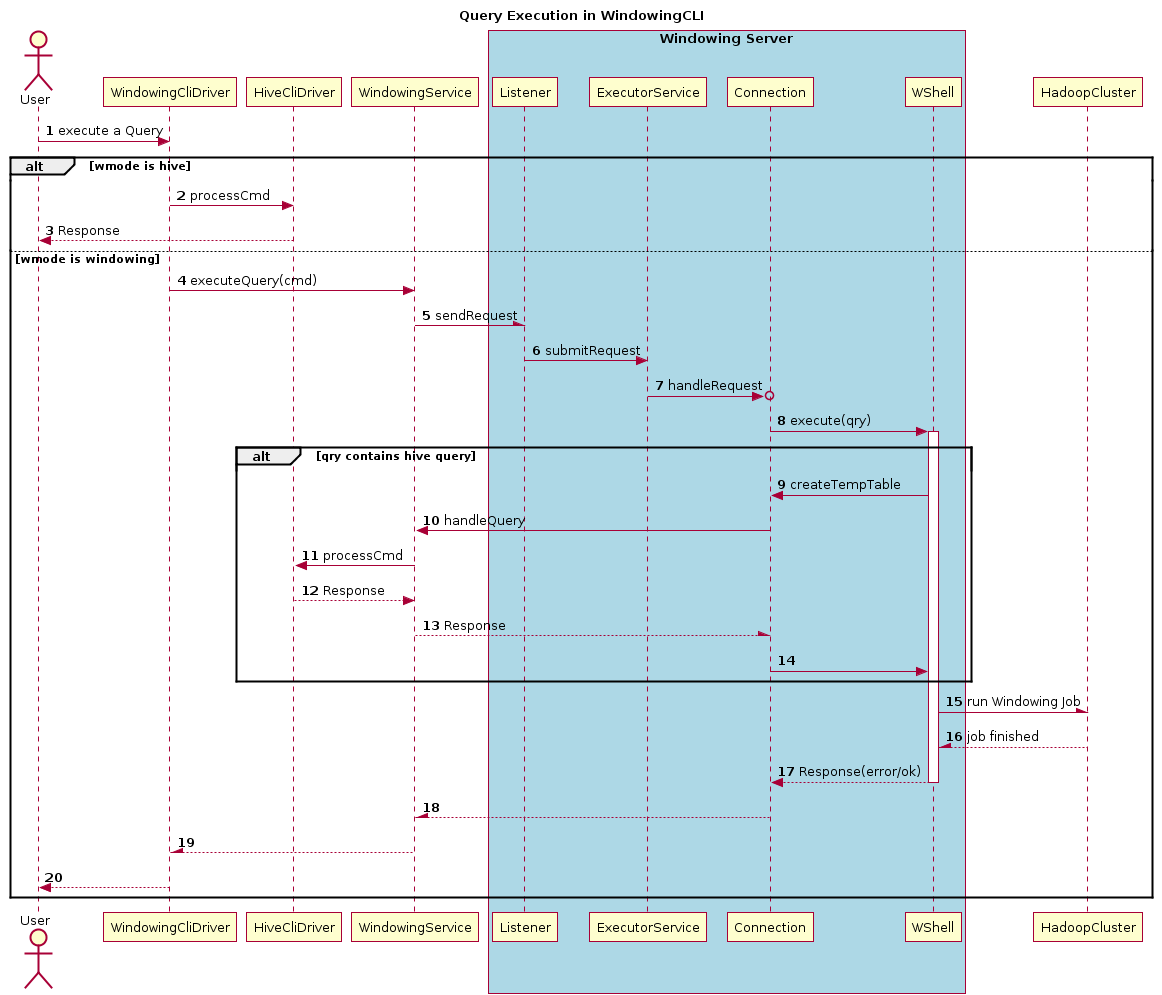 Query Execution in WindowingCLI
Windowing Server
User
WindowingCliDriver
HiveCliDriver
WindowingService
Listener
ExecutorService
Connection
WShell
HadoopCluster
1 execute a Query
alt [wmode is hive]
2 processCmd
3 Response
[wmode is windowing]
4 executeQuery(cmd)
5 sendRequest
6 submitRequest
7 handleRequest
8 execute(qry)
alt [qry contains hive query]
9 createTempTable
10 handleQuery
11 processCmd
12 Response
13 Response
14
15 run Windowing Job
16 job finished
17 Response(error/ok)
18
19
20
User
WindowingCliDriver
HiveCliDriver
WindowingService
Listener
ExecutorService
Connection
WShell
HadoopCluster